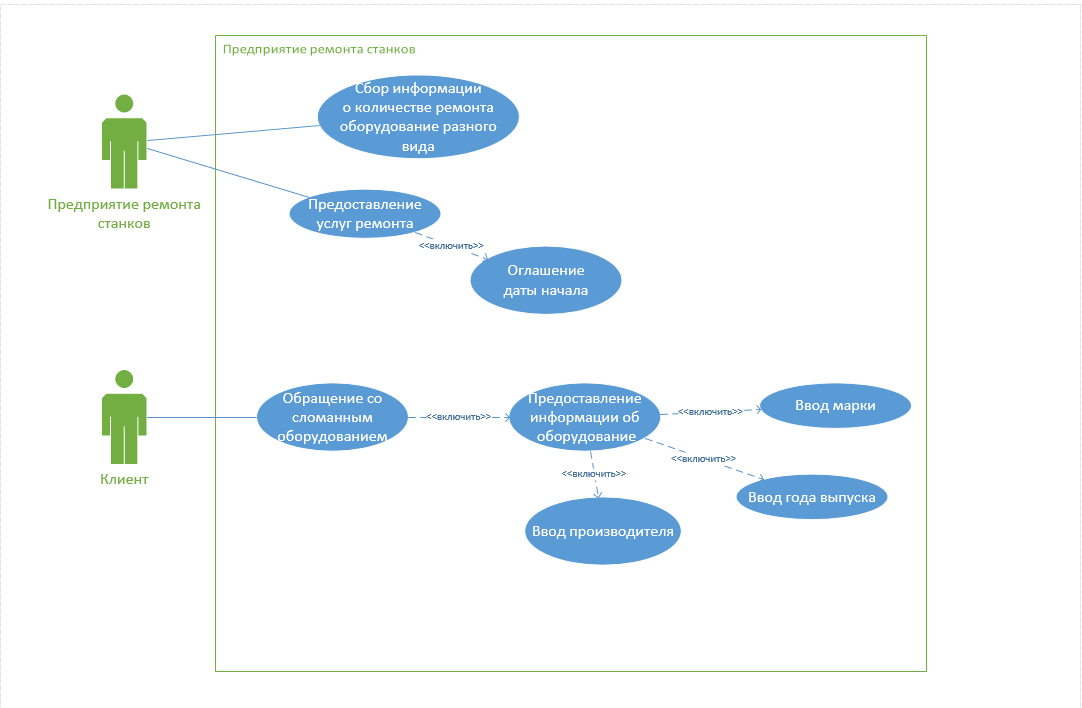 Предприятие ремонта станков
Сбор информации
о количестве ремонта
оборудование разного
вида
Предприятие ремонта
станков
Предоставление
услуг ремонта
<<включить>>
Оглашение
даты начала
Клиент
Обращение со
сломанным
оборудованием
<<включить>>
Предоставление
информации об
оборудование
<<включить>>
Ввод марки
<<включить>>
Ввод года выпуска
<<включить>>
Ввод производителя